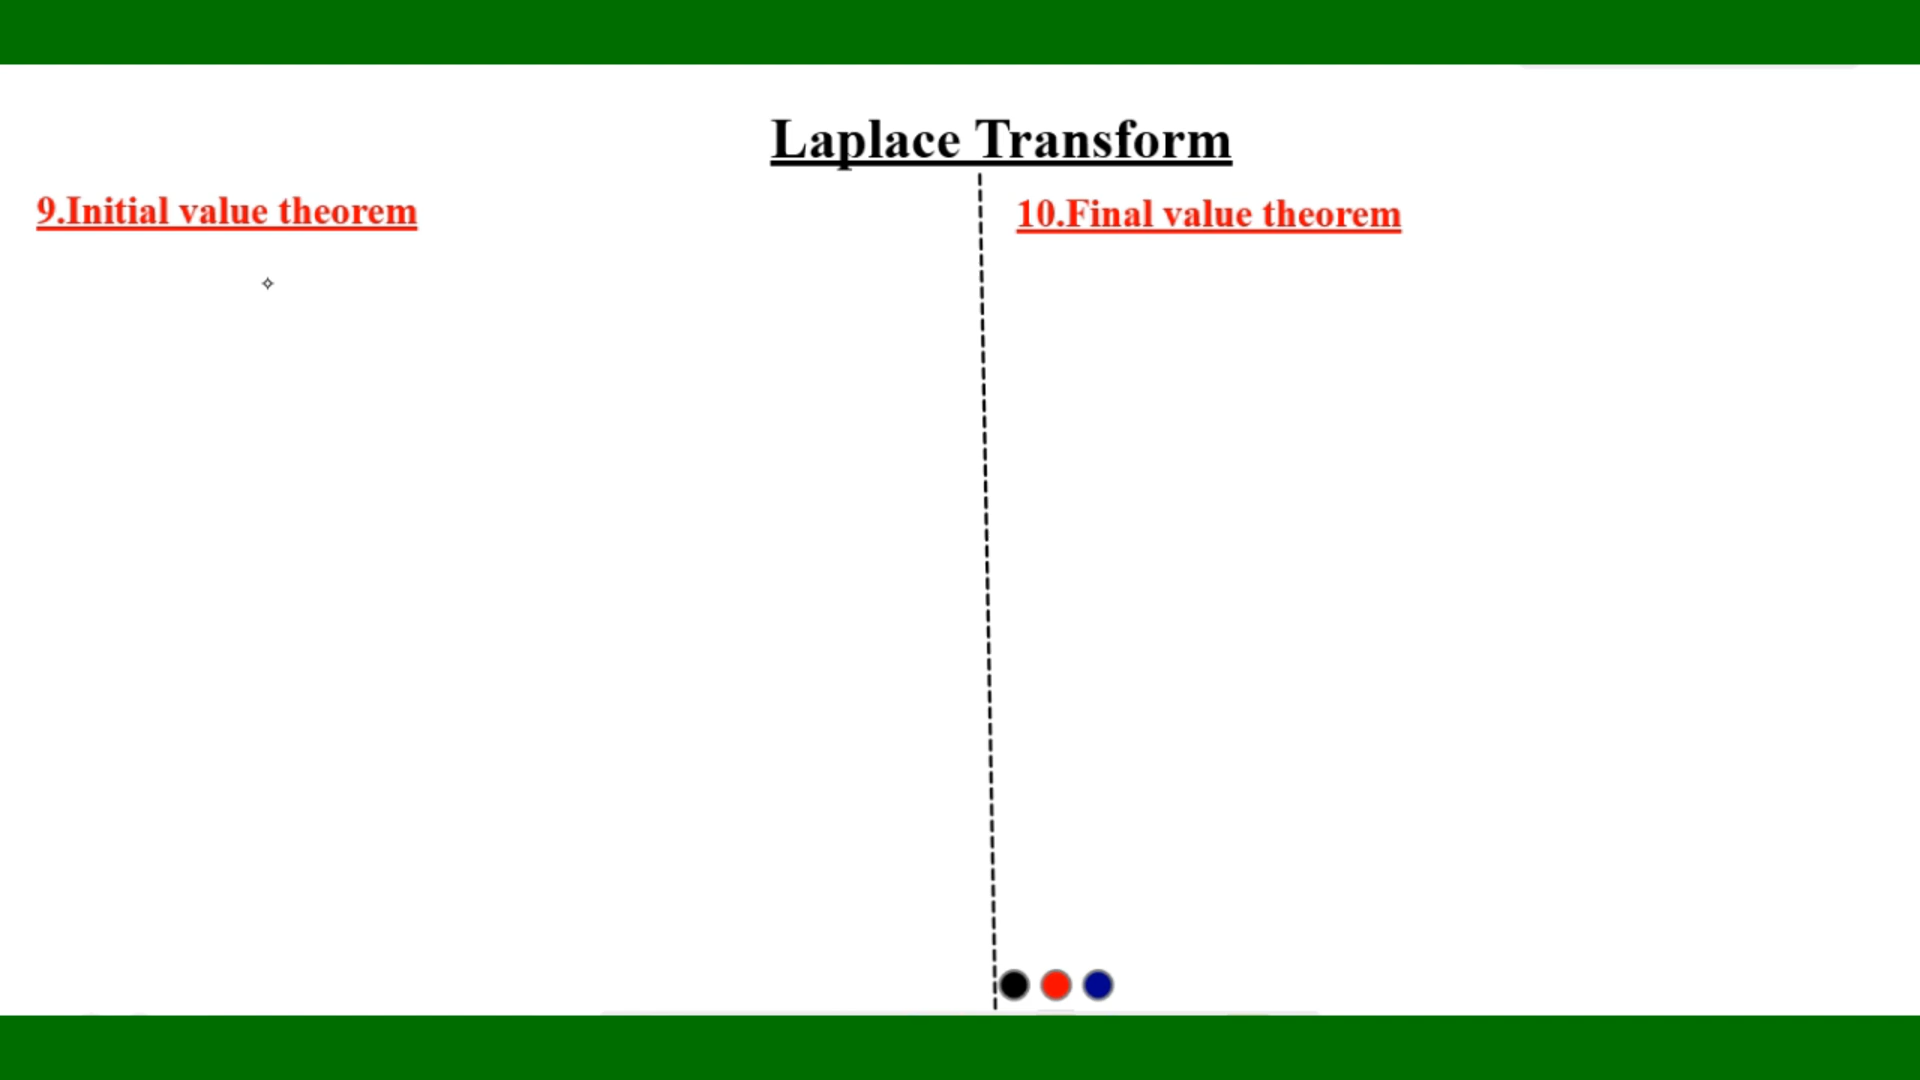 Laplace Transform
9.Initial value theorem
10.Final value theorem